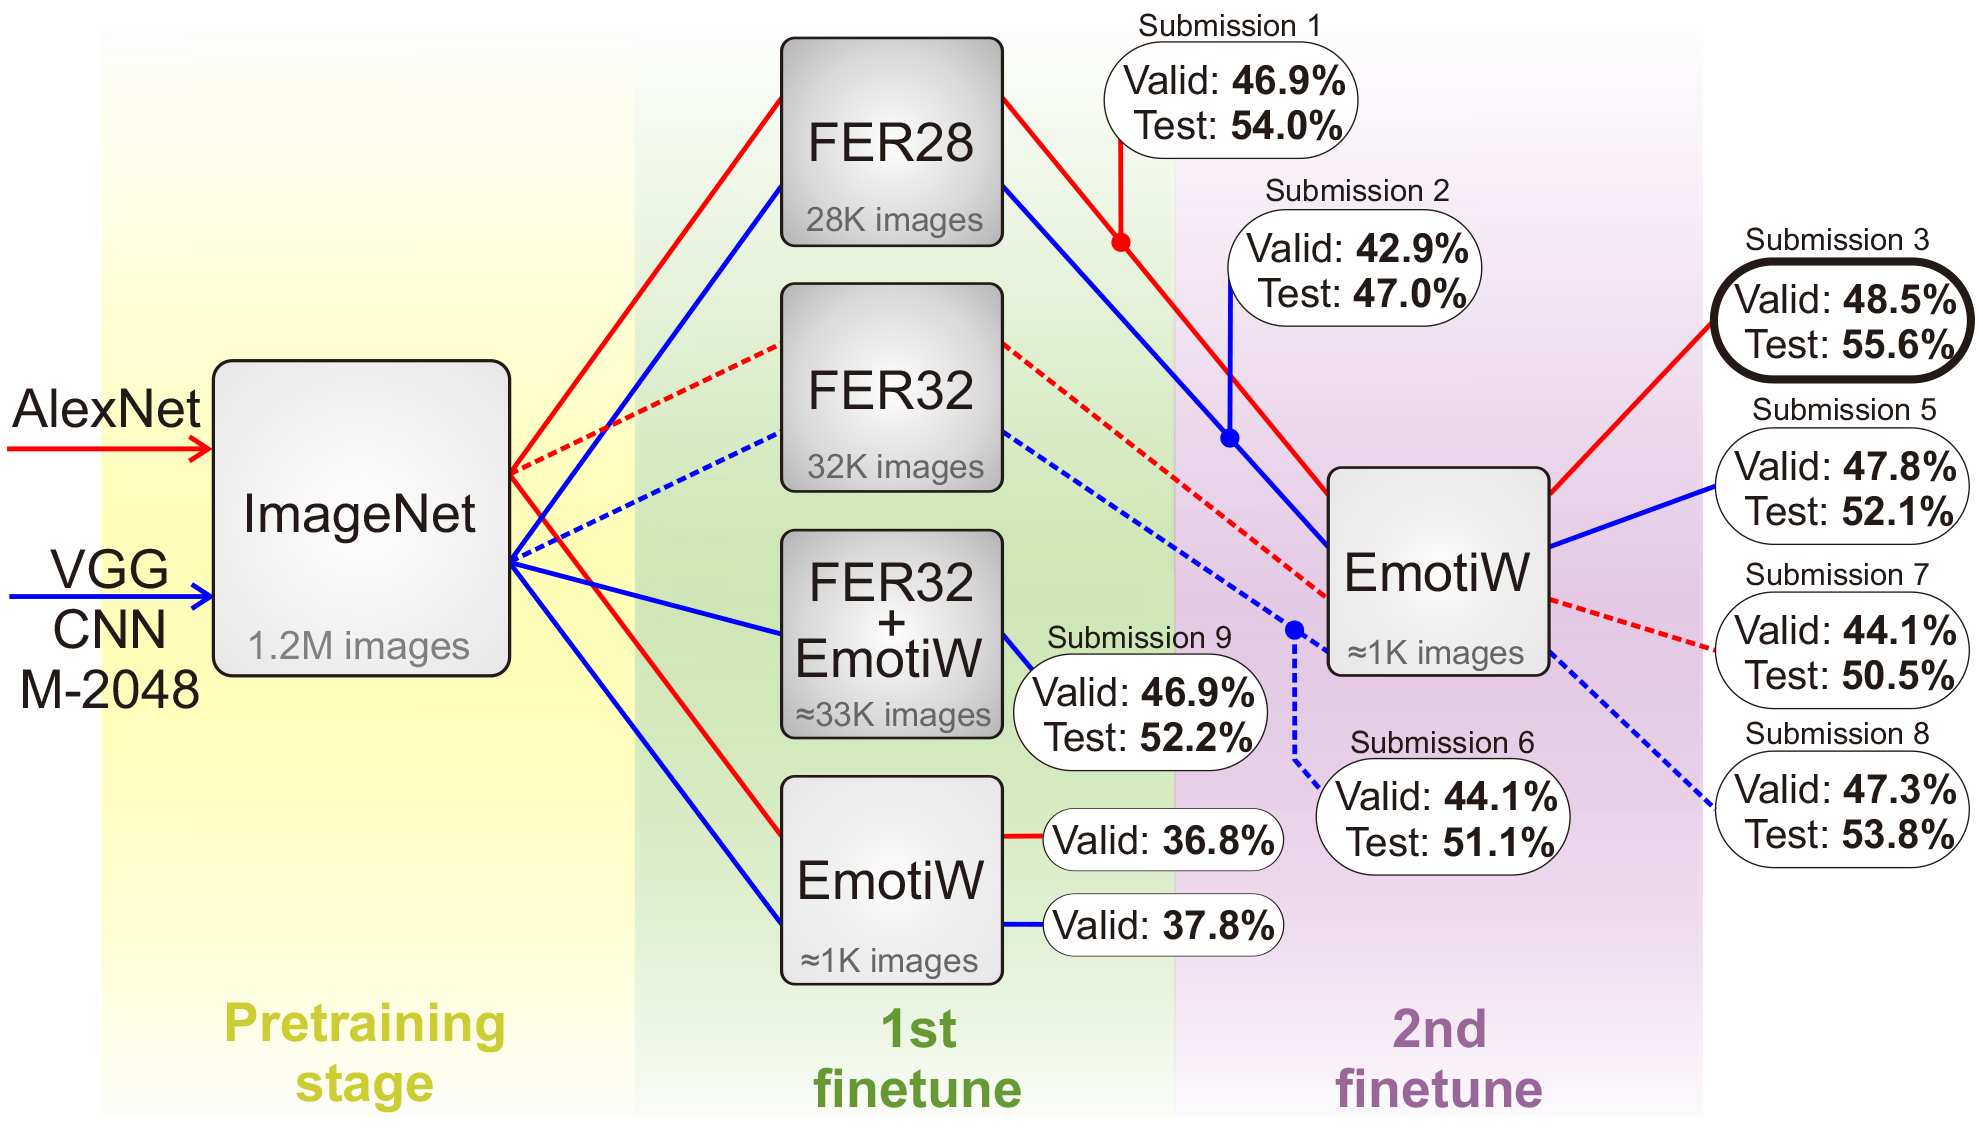 AlexNet
VGG
CNN
M-2048
ImageNet
1.2M images
Pretraining
stage
FER28
28K images
FER32
32K images
FER32
+
EmotiW
≈33K images
EmotiW
≈1K images
1st
finetune
Submission 1
Valid: 46.9%
Test: 54.0%
Submission 2
Valid: 42.9%
Test: 47.0%
Submission 9
Valid: 46.9%
Test: 52.2%
Valid: 36.8%
Valid: 37.8%
EmotiW
≈1K images
Submission 6
Valid: 44.1%
Test: 51.1%
2nd
finetune
Submission 3
Valid: 48.5%
Test: 55.6%
Submission 5
Valid: 47.8%
Test: 52.1%
Submission 7
Valid: 44.1%
Test: 50.5%
Submission 8
Valid: 47.3%
Test: 53.8%